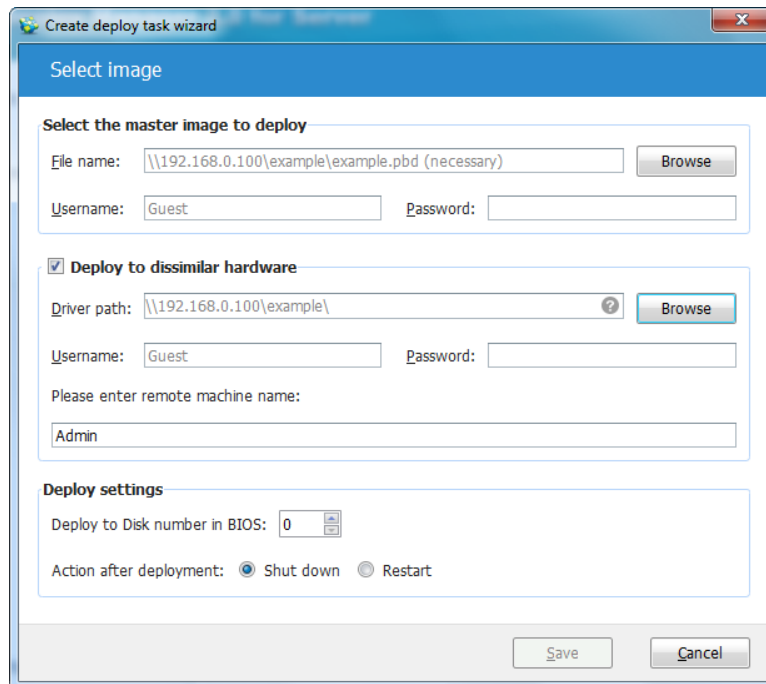 Create deploy task wizard
Select image
Select the master image to deploy
File name: \\192.168.0.100\example\example.pbd (necessary) Browse
Username: Guest Password:
Deploy to dissimilar hardware
Driver path: \\192.168.0.100\example\ ? Browse
Username: Guest Password:
Please enter remote machine name:
Admin
Deploy settings
Deploy to Disk number in BIOS: 0
Action after deployment: Shut down Restart
Save Cancel